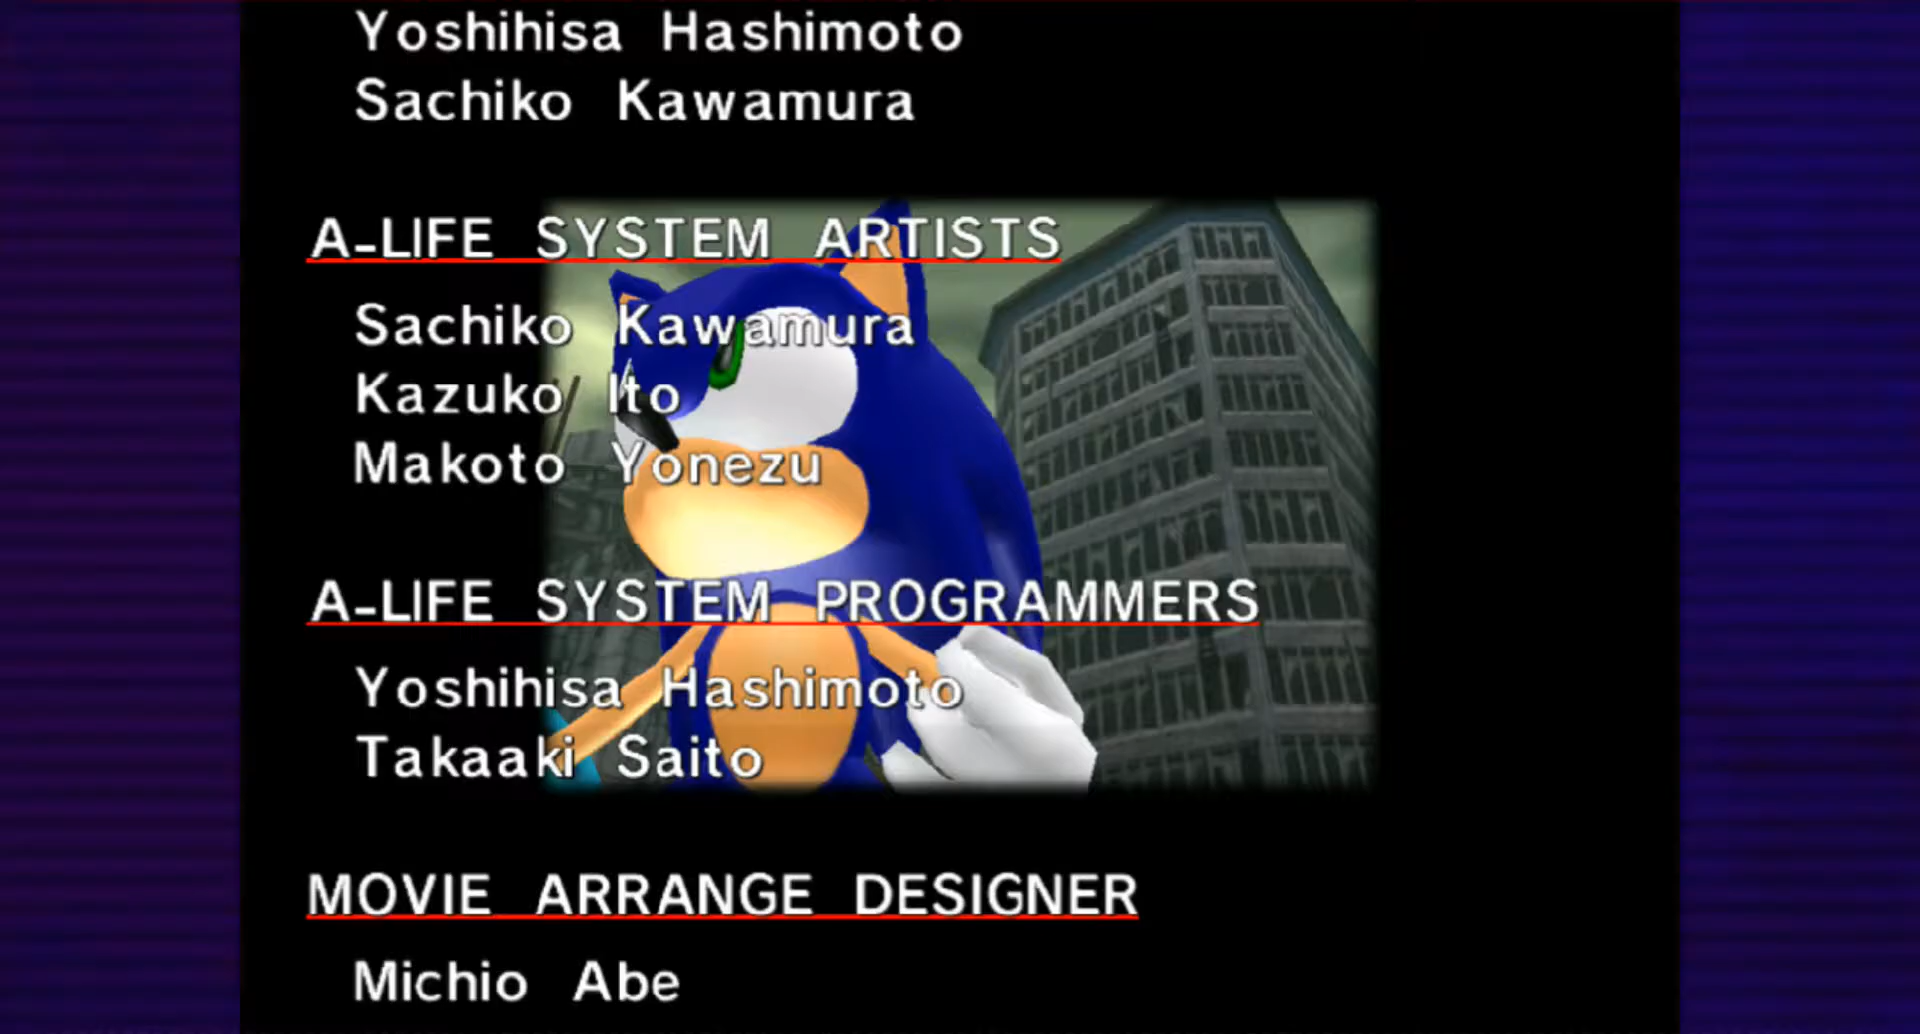 Yoshihisa Hashimoto
Sachiko Kawamura
A-LIFE SYSTEM ARTISTS
Sachiko Kawamura
Kazuko Ito
Makoto Yonezu
A-LIFE SYSTEM PROGRAMMERS
Yoshihisa Hashimoto
Takaaki Saito
MOVIE ARRANGE DESIGNER
Michio Abe